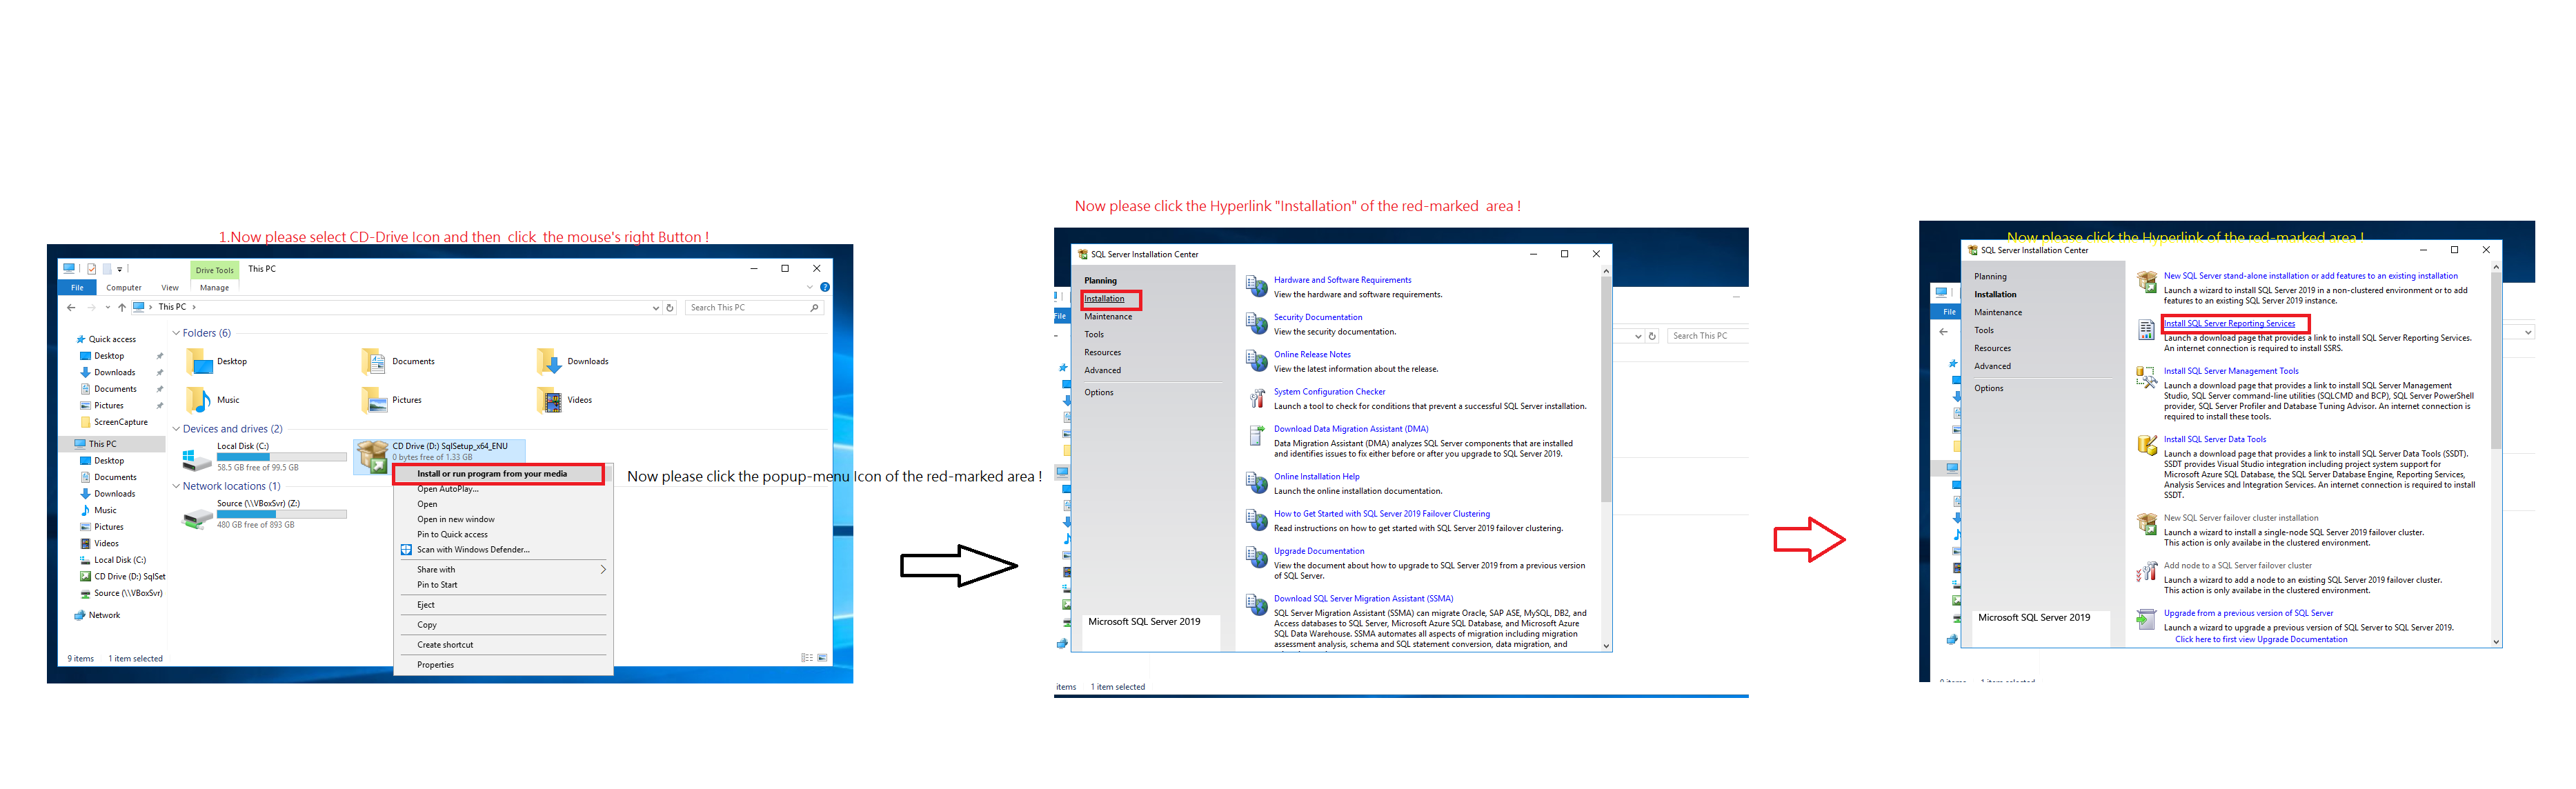 1.Now please select CD-Drive Icon and then  click  the mouse's right Button !
Drive Tools
This PC
File
Computer
View
Manage
This PC
Search This PC
Quick access
Desktop
Downloads
Documents
Pictures
ScreenCapture
This PC
Desktop
Documents
Downloads
Music
Pictures
Videos
Local Disk (C:)
CD Drive (D:) SqlSet
Source (\\VBoxSvr)
Network
Folders (6)
Desktop
Documents
Downloads
Music
Pictures
Videos
Devices and drives (2)
Local Disk (C:)
58.5 GB free of 99.5 GB
CD Drive (D:) SqlSetup_x64_ENU
0 bytes free of 1.33 GB
Network locations (1)
Source (\\VBoxSvr) (Z:)
480 GB free of 893 GB
Install or run program from your media
Open AutoPlay...
Open
Open in new window
Pin to Quick access
Scan with Windows Defender...
Share with
Pin to Start
Eject
Copy
Create shortcut
Properties
9 items
1 item selected
Now please click the popup-menu Icon of the red-marked area !
Now please click the Hyperlink "Installation" of the red-marked  area !
SQL Server Installation Center
Planning
Installation
Maintenance
Tools
Resources
Advanced
Options
Microsoft SQL Server 2019
Hardware and Software Requirements
View the hardware and software requirements.
Security Documentation
View the security documentation.
Online Release Notes
View the latest information about the release.
System Configuration Checker
Launch a tool to check for conditions that prevent a successful SQL Server installation.
Download Data Migration Assistant (DMA)
Data Migration Assistant (DMA) analyzes SQL Server components that are installed
and identifies issues to fix either before or after you upgrade to SQL Server 2019.
Online Installation Help
Launch the online installation documentation.
How to Get Started with SQL Server 2019 Failover Clustering
Read instructions on how to get started with SQL Server 2019 failover clustering.
Upgrade Documentation
View the document about how to upgrade to SQL Server 2019 from a previous version
of SQL Server.
Download SQL Server Migration Assistant (SSMA)
SQL Server Migration Assistant (SSMA) can migrate Oracle, SAP ASE, MySQL, DB2, and
Access databases to SQL Server, Microsoft Azure SQL Database, and Microsoft Azure
SQL Data Warehouse. SSMA automates all aspects of migration including migration
assessment analysis, schema and SQL statement conversion, data migration, and
File
Search This PC
items
1 item selected
Now please click the Hyperlink of the red-marked area !
SQL Server Installation Center
Planning
Installation
Maintenance
Tools
Resources
Advanced
Options
Microsoft SQL Server 2019
New SQL Server stand-alone installation or add features to an existing installation
Launch a wizard to install SQL Server 2019 in a non-clustered environment or to add
features to an existing SQL Server 2019 instance.
Install SQL Server Reporting Services
Launch a download page that provides a link to install SQL Server Reporting Services.
An internet connection is required to install SSRS.
Install SQL Server Management Tools
Launch a download page that provides a link to install SQL Server Management
Studio, SQL Server command-line utilities (SQLCMD and BCP), SQL Server PowerShell
provider, SQL Server Profiler and Database Tuning Advisor. An internet connection is
required to install these tools.
Install SQL Server Data Tools
Launch a download page that provides a link to install SQL Server Data Tools (SSDT).
SSDT provides Visual Studio integration including project system support for
Microsoft Azure SQL Database, the SQL Server Database Engine, Reporting Services,
Analysis Services and Integration Services. An internet connection is required to install
SSDT.
New SQL Server failover cluster installation
Launch a wizard to install a single-node SQL Server 2019 failover cluster.
This action is only availabe in the clustered environment.
Add node to a SQL Server failover cluster
Launch a wizard to add a node to an existing SQL Server 2019 failover cluster.
This action is only availabe in the clustered environment.
Upgrade from a previous version of SQL Server
Launch a wizard to upgrade a previous version of SQL Server to SQL Server 2019.
Click here to first view Upgrade Documentation
File